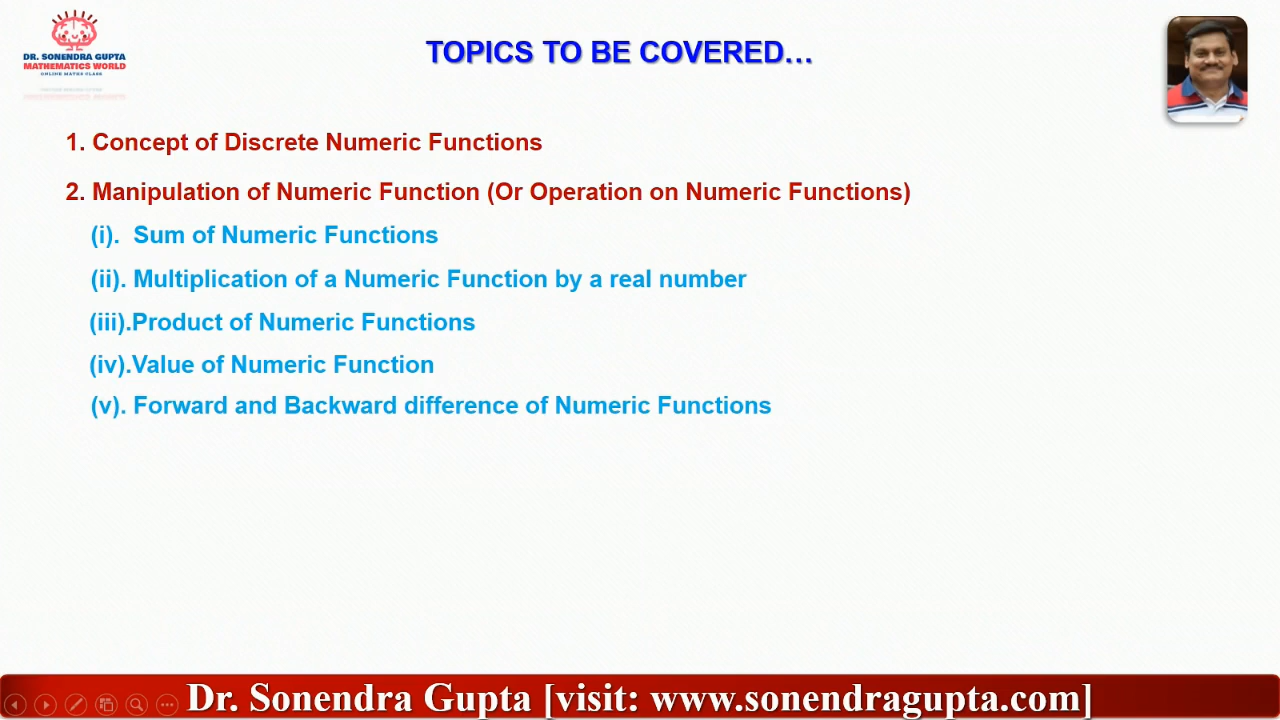 DR. SONENDRA GUPTA
MATHEMATICS WORLD
ONLINE MATHS CLASS
TOPICS TO BE COVERED...
1. Concept of Discrete Numeric Functions
2. Manipulation of Numeric Function (Or Operation on Numeric Functions)
(i). Sum of Numeric Functions
(ii). Multiplication of a Numeric Function by a real number
(iii).Product of Numeric Functions
(iv).Value of Numeric Function
(v). Forward and Backward difference of Numeric Functions
Dr. Sonendra Gupta [visit: www.sonendragupta.com]